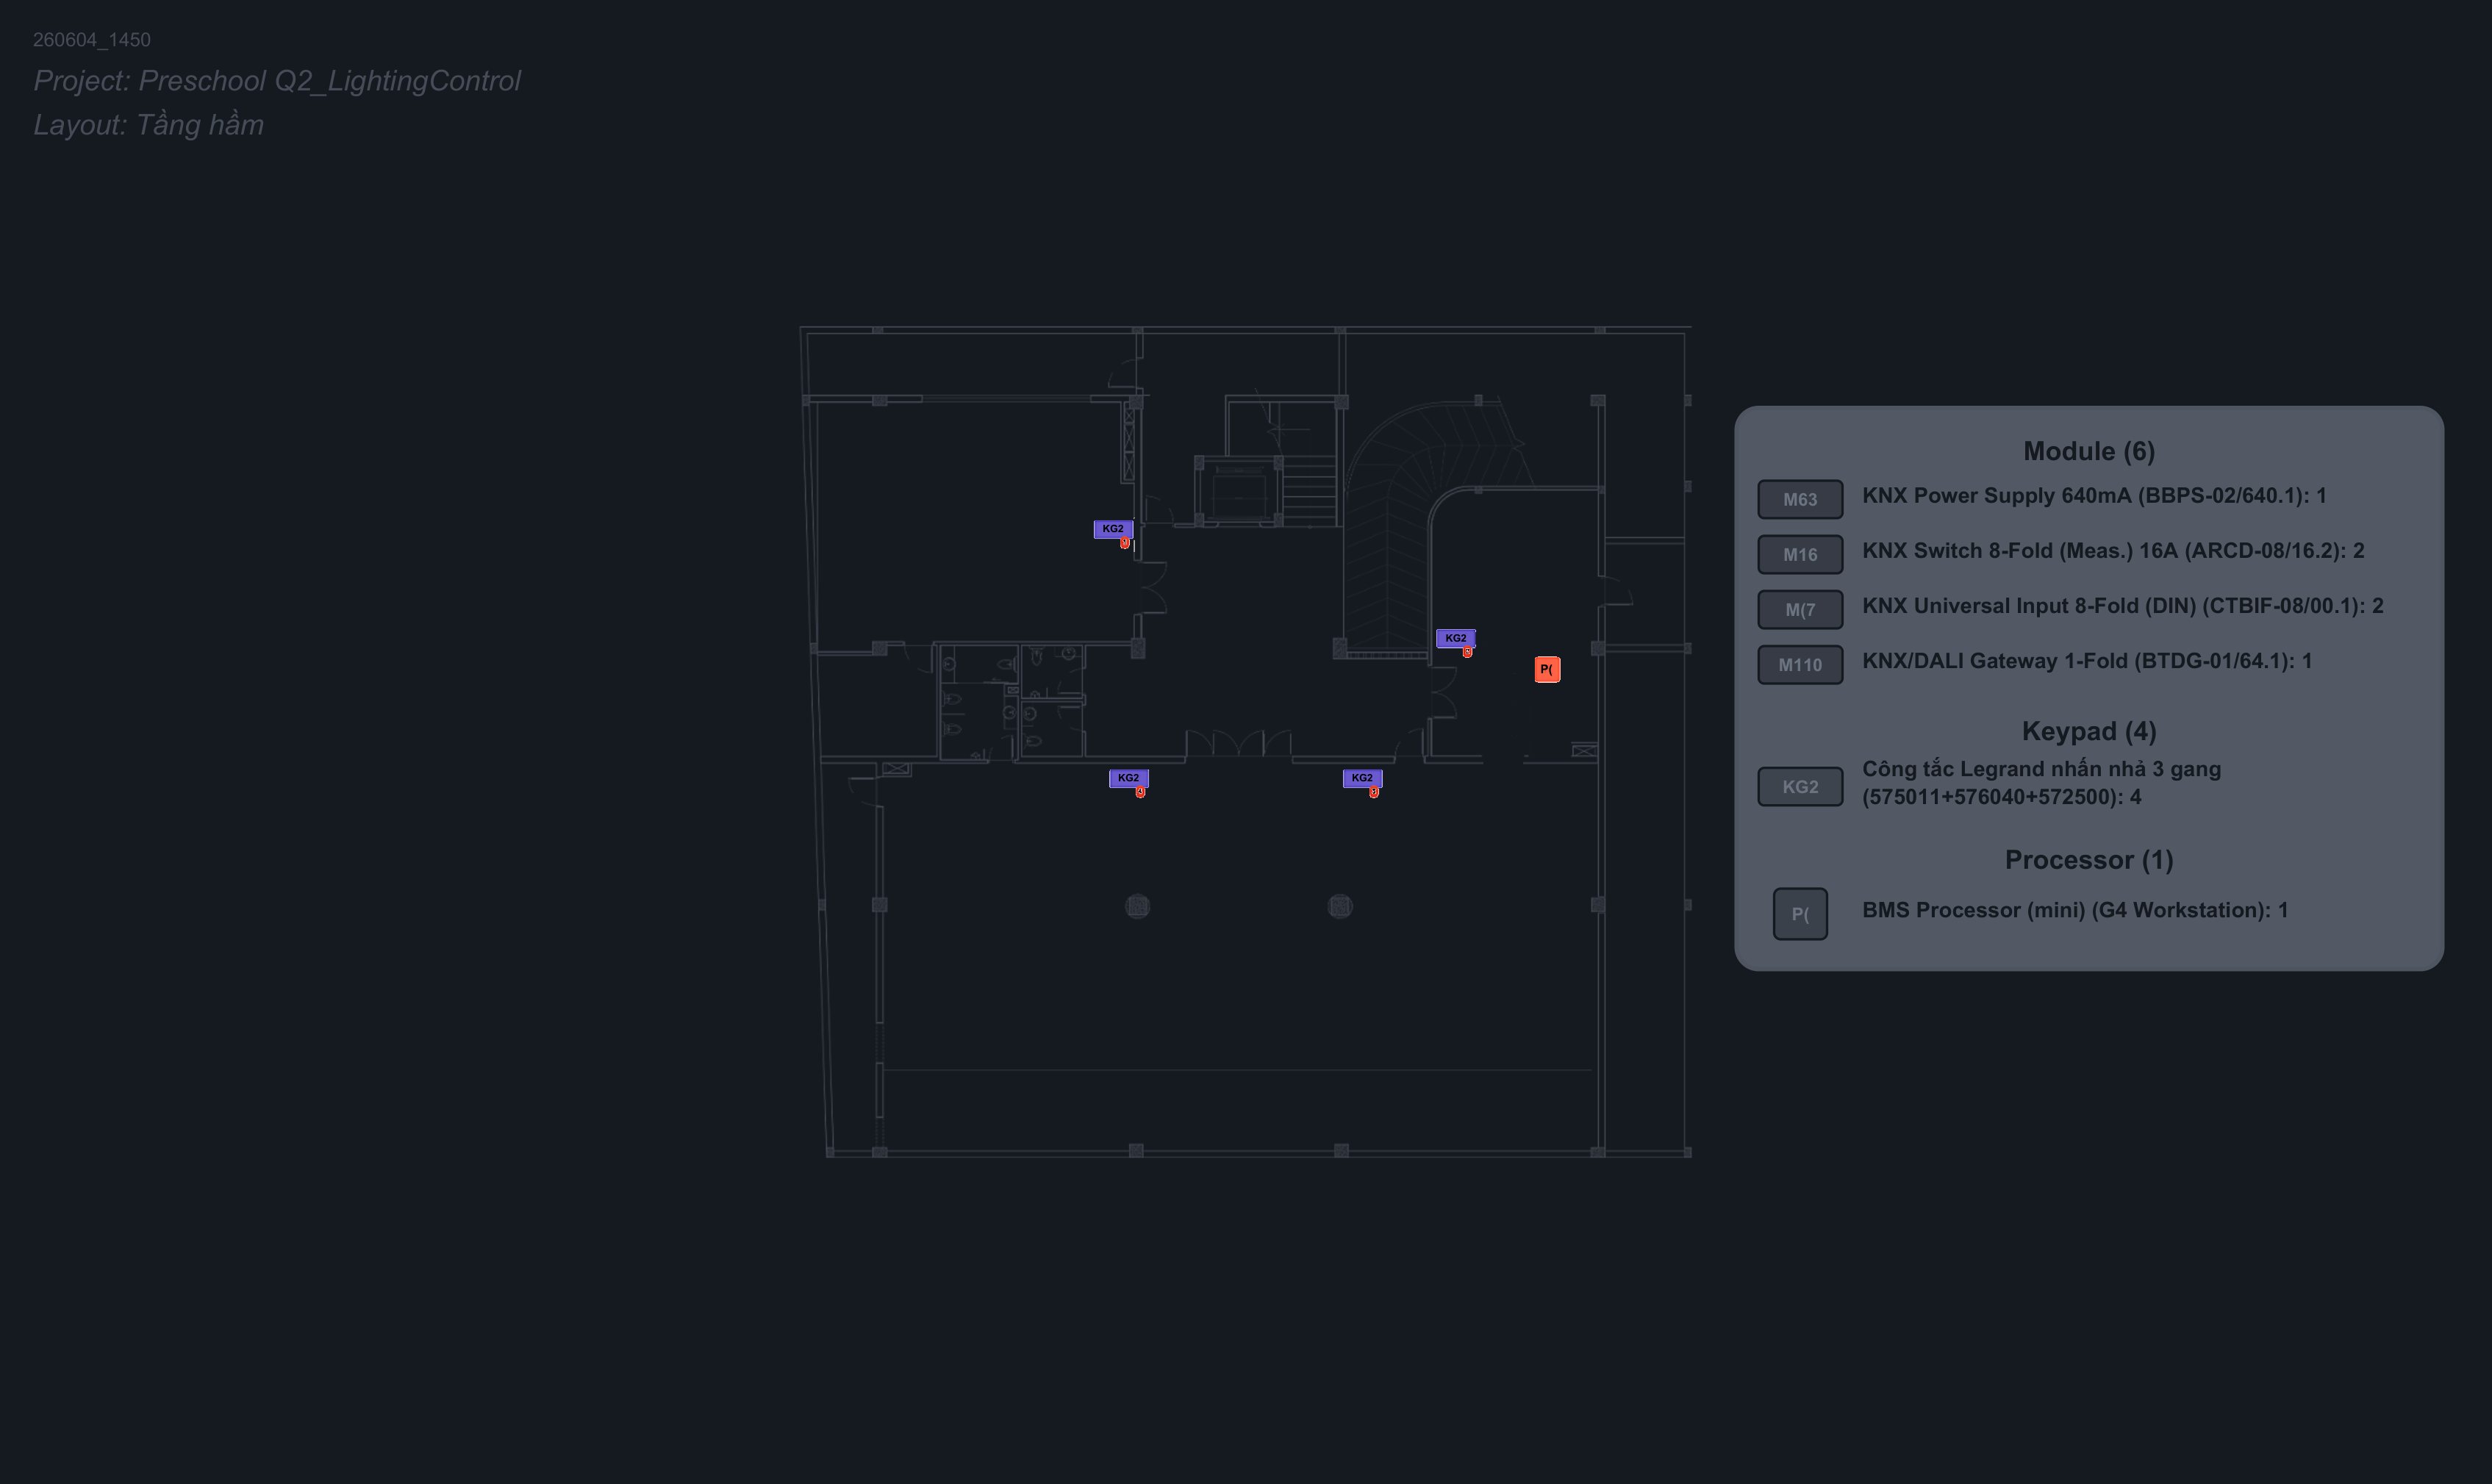 260604_1450
Project: Preschool Q2_LightingControl
Layout: Tầng hầm
KG2
KG2
P(
KG2
KG2
Module (6)
M63 KNX Power Supply 640mA (BBPS-02/640.1): 1
M16 KNX Switch 8-Fold (Meas.) 16A (ARCD-08/16.2): 2
M(7 KNX Universal Input 8-Fold (DIN) (CTBIF-08/00.1): 2
M110 KNX/DALI Gateway 1-Fold (BTDG-01/64.1): 1
Keypad (4)
KG2 Công tắc Legrand nhấn nhả 3 gang
(575011+576040+572500): 4
Processor (1)
P( BMS Processor (mini) (G4 Workstation): 1